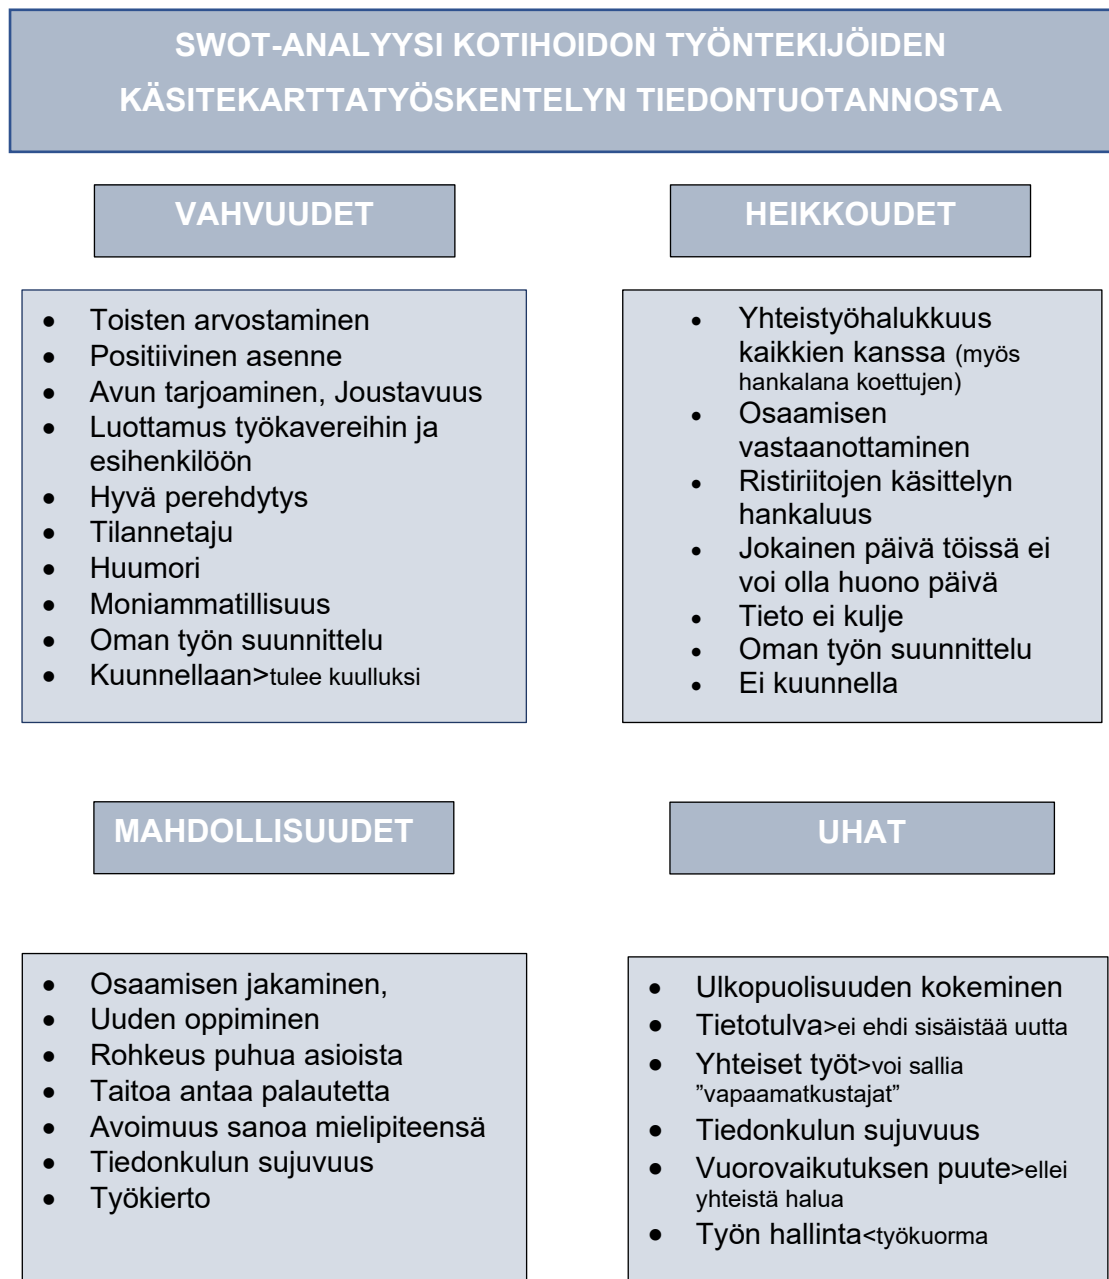 SWOT-ANALYYSI KOTIHOIDON TYÖNTEKIJÖIDEN
KÄSITEKARTTATYÖSKENTELYN TIEDONTUOTANNOSTA
VAHVUUDET
• Toisten arvostaminen
• Positiivinen asenne
• Avun tarjoaminen, Joustavuus
• Luottamus työkavereihin ja
esihenkilöön
• Hyvä perehdytys
• Tilannetaju
• Huumori
• Moniammatillisuus
• Oman työn suunnittelu
• Kuunnellaan>tulee kuulluksi
HEIKKOUDET
• Yhteistyöhalukkuus
kaikkien kanssa (myös
hankalana koettujen)
• Osaamisen
vastaanottaminen
• Ristiriitojen käsittelyn
hankaluus
• Jokainen päivä töissä ei
voi olla huono päivä
• Tieto ei kulje
• Oman työn suunnittelu
• Ei kuunnella
MAHDOLLISUUDET
• Osaamisen jakaminen,
• Uuden oppiminen
• Rohkeus puhua asioista
• Taitoa antaa palautetta
• Avoimuus sanoa mielipiteensä
• Tiedonkulun sujuvuus
• Työkierto
UHAT
• Ulkopuolisuuden kokeminen
• Tietotulva>ei ehdi sisäistää uutta
• Yhteiset työt>voi sallia
”vapaamatkustajat”
• Tiedonkulun sujuvuus
• Vuorovaikutuksen puute>ellei
yhteistä halua
• Työn hallinta<työkuorma